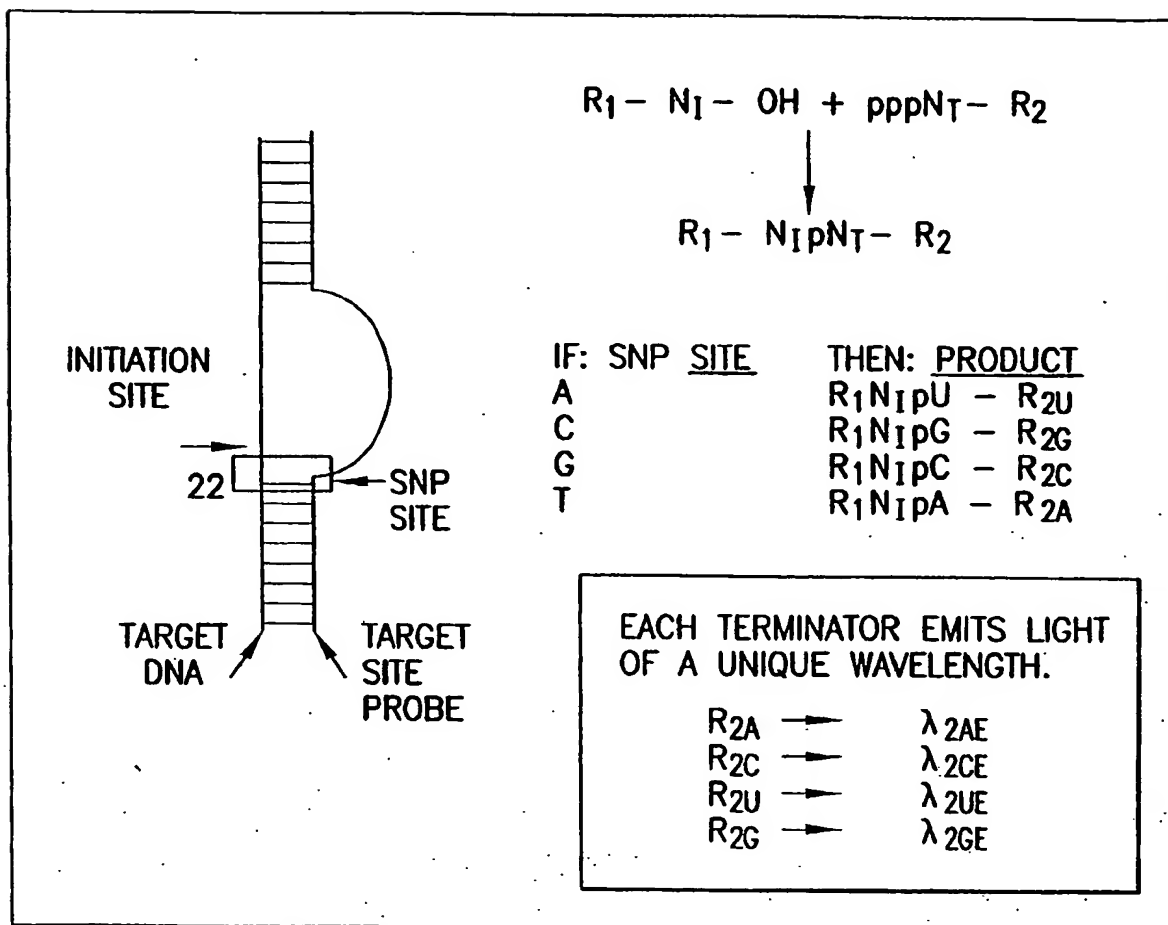 R1 – NI – OH + pppNT – R2
R1 – NIpNT – R2
INITIATION
SITE
22
SNP
SITE
TARGET
DNA
TARGET
SITE
PROBE
IF: SNP SITE THEN: PRODUCT
A R1NIpU – R2U
C R1NIpG – R2G
G R1NIpC – R2C
T R1NIpA – R2A
EACH TERMINATOR EMITS LIGHT
OF A UNIQUE WAVELENGTH.
R2A → λ2AE
R2C → λ2CE
R2U → λ2UE
R2G → λ2GE